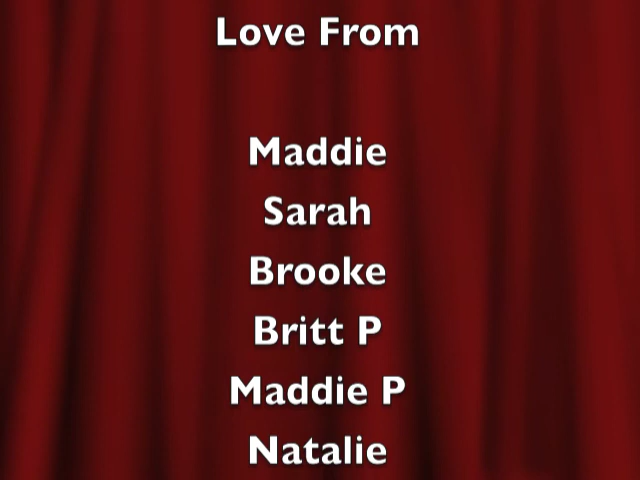 Love From
Maddie
Sarah
Brooke
Britt P
Maddie P
Natalie